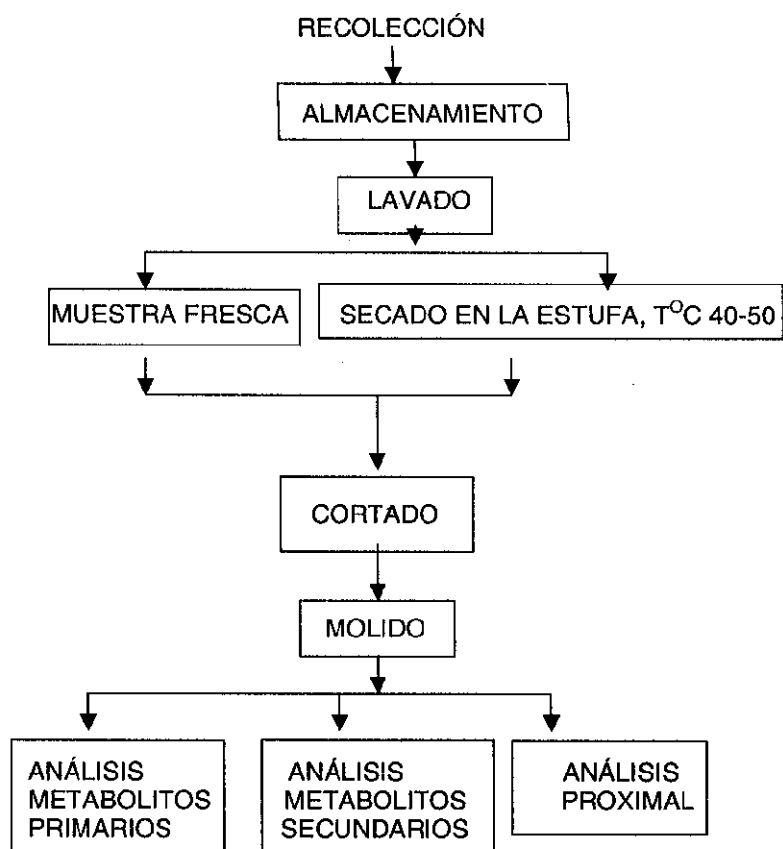 RECOLECCIÓN
ALMACENAMIENTO
LAVADO
MUESTRA FRESCA
SECADO EN LA ESTUFA, TºC 40-50
CORTADO
MOLIDO
ANÁLISIS
METABOLITOS
PRIMARIOS
ANÁLISIS
METABOLITOS
SECUNDARIOS
ANÁLISIS
PROXIMAL